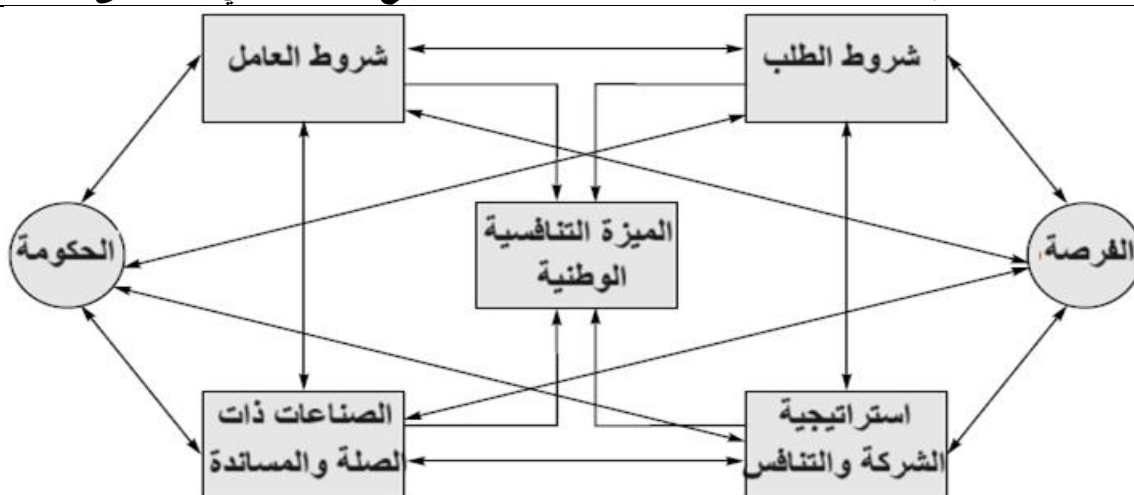 شروط الطلب
شروط العامل
الميزة التنافسية
الوطنية
الفرصة
الحكومة
استراتيجية
الشركة والتنافس
الصناعات ذات
الصلة والمساندة